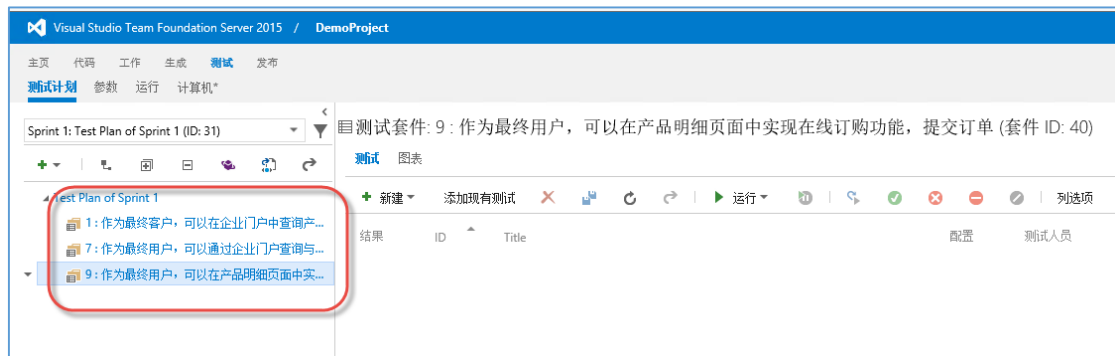 Visual Studio Team Foundation Server 2015 / DemoProject
主页 代码 工作 生成 测试 发布
测试计划 参数 运行 计算机*
Sprint 1: Test Plan of Sprint 1 (ID: 31)
测试套件: 9 : 作为最终用户，可以在产品明细页面中实现在线订购功能，提交订单 (套件 ID: 40)
测试 图表
Test Plan of Sprint 1
1 : 作为最终客户，可以在企业门户中查询产...
7 : 作为最终用户，可以通过企业门户查询与...
9 : 作为最终用户，可以在产品明细页面中实...
新建 添加现有测试 运行 列选项
结果 ID Title 配置 测试人员